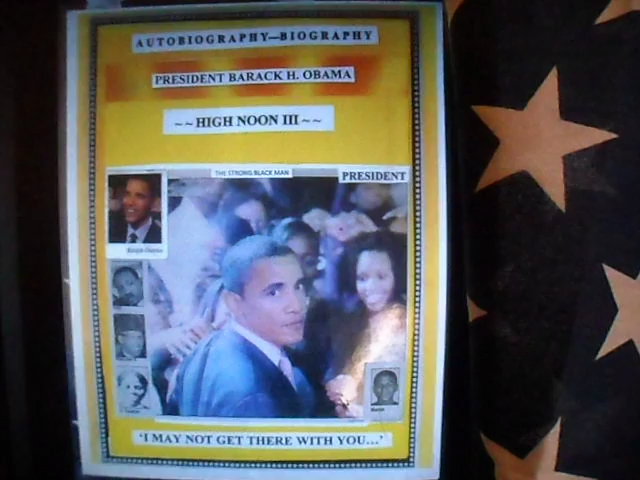 AUTOBIOGRAPHY—BIOGRAPHY
PRESIDENT BARACK H. OBAMA
~~HIGH NOON III~~
THE STRONG BLACK MAN
PRESIDENT
'I MAY NOT GET THERE WITH YOU...'